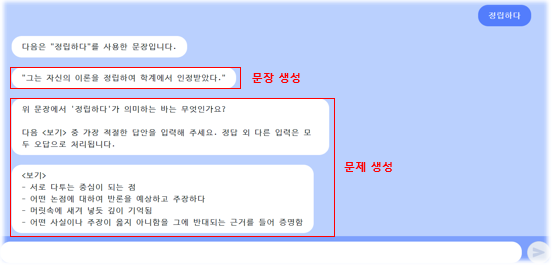 정립하다
다음은 "정립하다"를 사용한 문장입니다.
"그는 자신의 이론을 정립하여 학계에서 인정받았다."
문장 생성
위 문장에서 '정립하다'가 의미하는 바는 무엇인가요?
다음 <보기> 중 가장 적절한 답안을 입력해 주세요. 정답 외 다른 입력은 모
두 오답으로 처리됩니다.
문제 생성
<보기>
- 서로 다투는 중심이 되는 점
- 어떤 논점에 대하여 반론을 예상하고 주장하다
- 머릿속에 새겨 넣듯 깊이 기억됨
- 어떤 사실이나 주장이 옳지 아니함을 그에 반대되는 근거를 들어 증명함